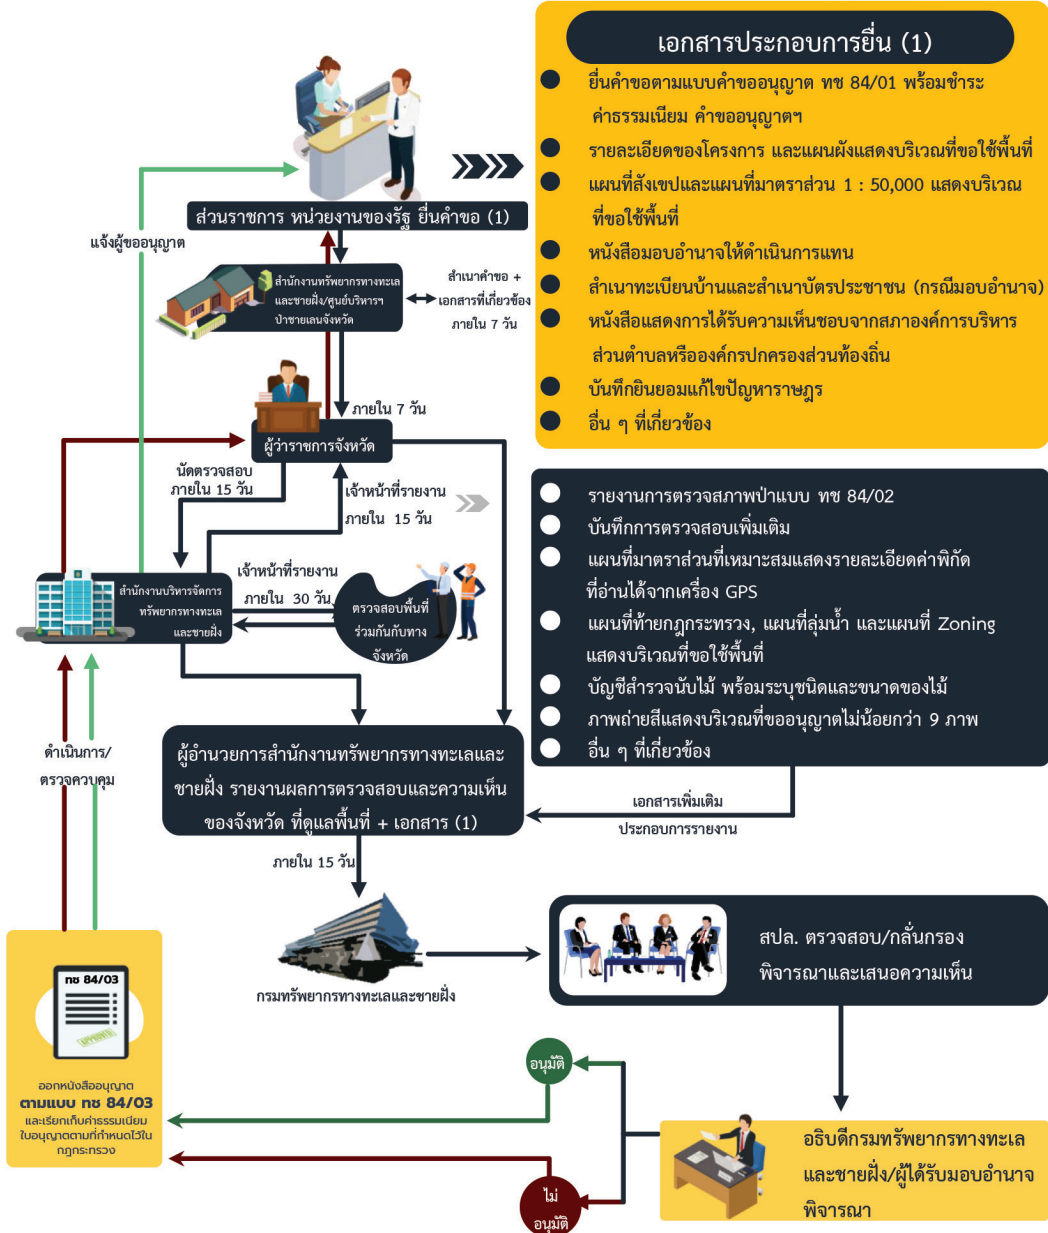 เอกสารประกอบการยื่น (1)
ยื่นคำขอตามแบบคำขออนุญาต ทช 84/01 พร้อมชำระ
ค่าธรรมเนียม คำขออนุญาตฯ
รายละเอียดของโครงการ และแผนผังแสดงบริเวณที่ขอใช้พื้นที่
แผนที่สังเขปและแผนที่มาตราส่วน 1 : 50,000 แสดงบริเวณ
ที่ขอใช้พื้นที่
หนังสือมอบอำนาจให้ดำเนินการแทน
สำเนาทะเบียนบ้านและสำเนาบัตรประชาชน (กรณีมอบอำนาจ)
หนังสือแสดงการได้รับความเห็นชอบจากสภาองค์การบริหาร
ส่วนตำบลหรือองค์กรปกครองส่วนท้องถิ่น
บันทึกยินยอมแก้ไขปัญหาราษฎร
อื่น ๆ ที่เกี่ยวข้อง
ส่วนราชการ หน่วยงานของรัฐ ยื่นคำขอ (1)
แจ้งผู้ขออนุญาต
สำนักงานทรัพยากรทางทะเล
และชายฝั่ง/ศูนย์บริหารฯ
ป่าชายเลนจังหวัด
สำเนาคำขอ +
เอกสารที่เกี่ยวข้อง
ภายใน 7 วัน
ภายใน 7 วัน
ผู้ว่าราชการจังหวัด
นัดตรวจสอบ
ภายใน 15 วัน
เจ้าหน้าที่รายงาน
ภายใน 15 วัน
รายงานการตรวจสภาพป่าแบบ ทช 84/02
บันทึกการตรวจสอบเพิ่มเติม
แผนที่มาตราส่วนที่เหมาะสมแสดงรายละเอียดค่าพิกัด
ที่อ่านได้จากเครื่อง GPS
แผนที่ท้ายกฎกระทรวง, แผนที่ลุ่มน้ำ และแผนที่ Zoning
แสดงบริเวณที่ขอใช้พื้นที่
บัญชีสำรวจนับไม้ พร้อมระบุชนิดและขนาดของไม้
ภาพถ่ายสีแสดงบริเวณที่ขออนุญาตไม่น้อยกว่า 9 ภาพ
อื่น ๆ ที่เกี่ยวข้อง
สำนักงานบริหารจัดการ
ทรัพยากรทางทะเล
และชายฝั่ง
เจ้าหน้าที่รายงาน
ภายใน 30 วัน
ตรวจสอบพื้นที่
ร่วมกันกับทาง
จังหวัด
ดำเนินการ/
ตรวจควบคุม
ผู้อำนวยการสำนักงานทรัพยากรทางทะเลและ
ชายฝั่ง รายงานผลการตรวจสอบและความเห็น
ของจังหวัด ที่ดูแลพื้นที่ + เอกสาร (1)
เอกสารเพิ่มเติม
ประกอบการรายงาน
ภายใน 15 วัน
กรมทรัพยากรทางทะเลและชายฝั่ง
สปล. ตรวจสอบ/กลั่นกรอง
พิจารณาและเสนอความเห็น
ทช 84/03
APPROVED
ออกหนังสืออนุญาต
ตามแบบ ทช 84/03
และเรียกเก็บค่าธรรมเนียม
ใบอนุญาตตามที่กำหนดไว้ใน
กฎกระทรวง
อนุมัติ
ไม่
อนุมัติ
อธิบดีกรมทรัพยากรทางทะเล
และชายฝั่ง/ผู้ได้รับมอบอำนาจ
พิจารณา